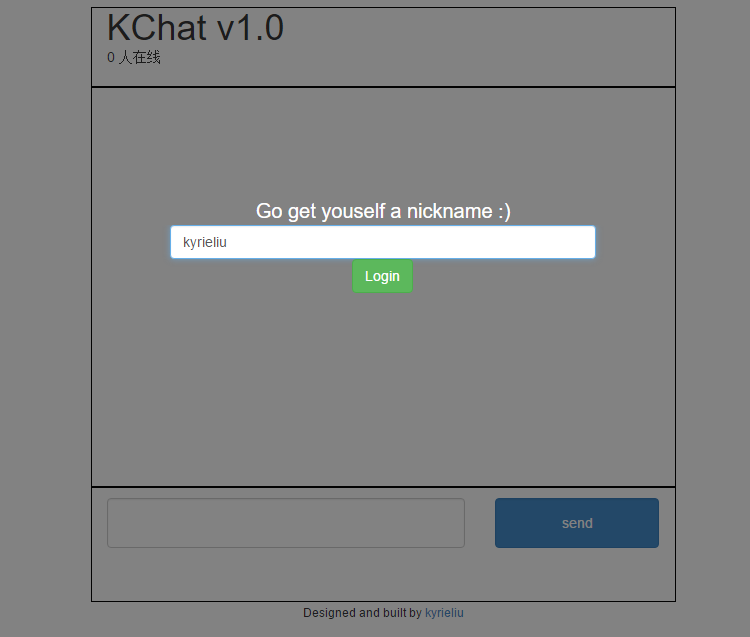 KChat v1.0
0 人在线
Go get youself a nickname :)
kyrieliu
Login
send
Designed and built by kyrieliu